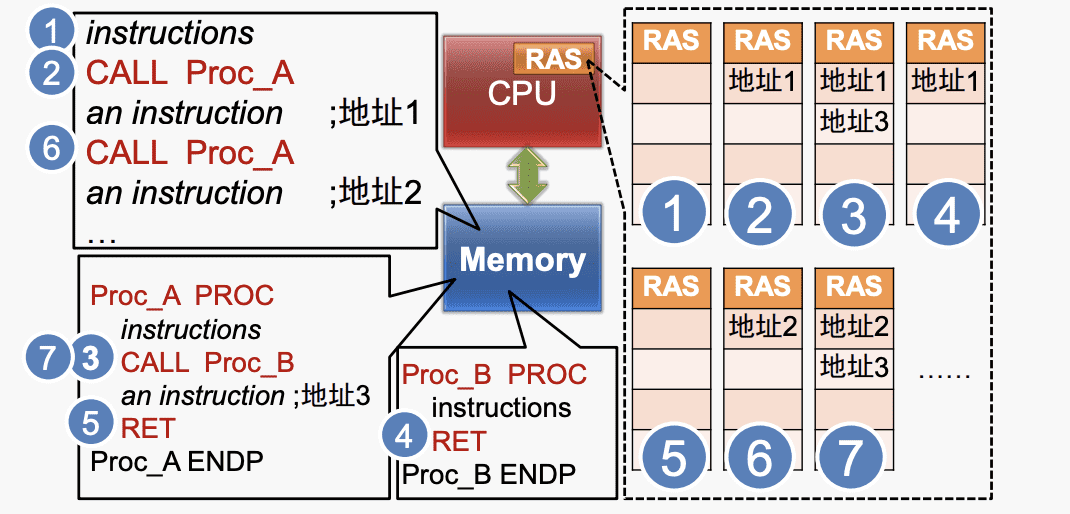 1 instructions
2 CALL Proc_A
an instruction ;地址1
6 CALL Proc_A
an instruction ;地址2
…
RAS
CPU
Memory
Proc_A PROC
instructions
7 3 CALL Proc_B
an instruction ;地址3
5 RET
Proc_A ENDP
Proc_B PROC
instructions
4 RET
Proc_B ENDP
RAS RAS RAS RAS
地址1 地址1 地址1
地址3
1 2 3 4
RAS RAS RAS
地址2 地址2
地址3
……
5 6 7